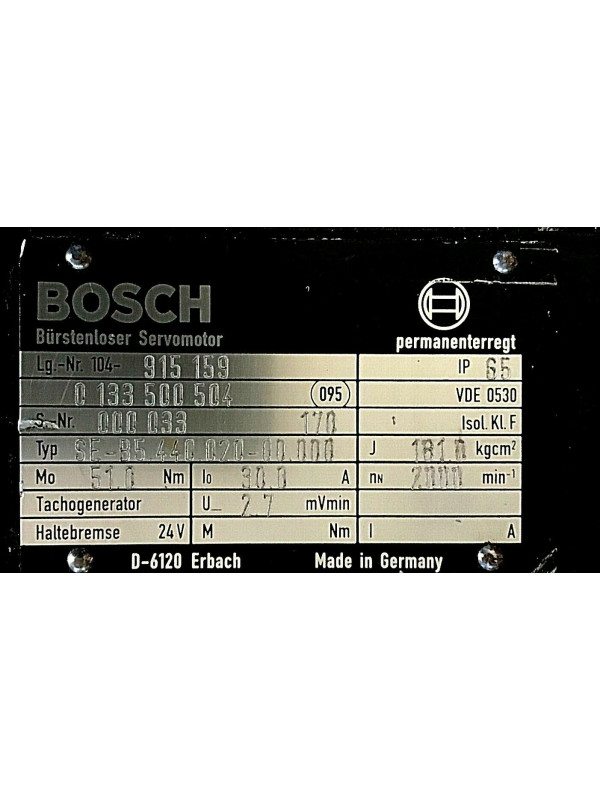 BOSCH
Bürstenloser Servomotor permanenterregt
Lg.-Nr. 104- 915 159 IP 65
0 133 500 504 095 VDE 0530
S.-Nr. 000 033 170 Isol. Kl. F
Typ SE-B5.440.020-00.000 J 181.0 kgcm²
Mo 51.0 Nm Io 30.0 A nN 2000 min⁻¹
Tachogenerator U_ 2.7 mVmin
Haltebremse 24V M Nm I A
D-6120 Erbach Made in Germany